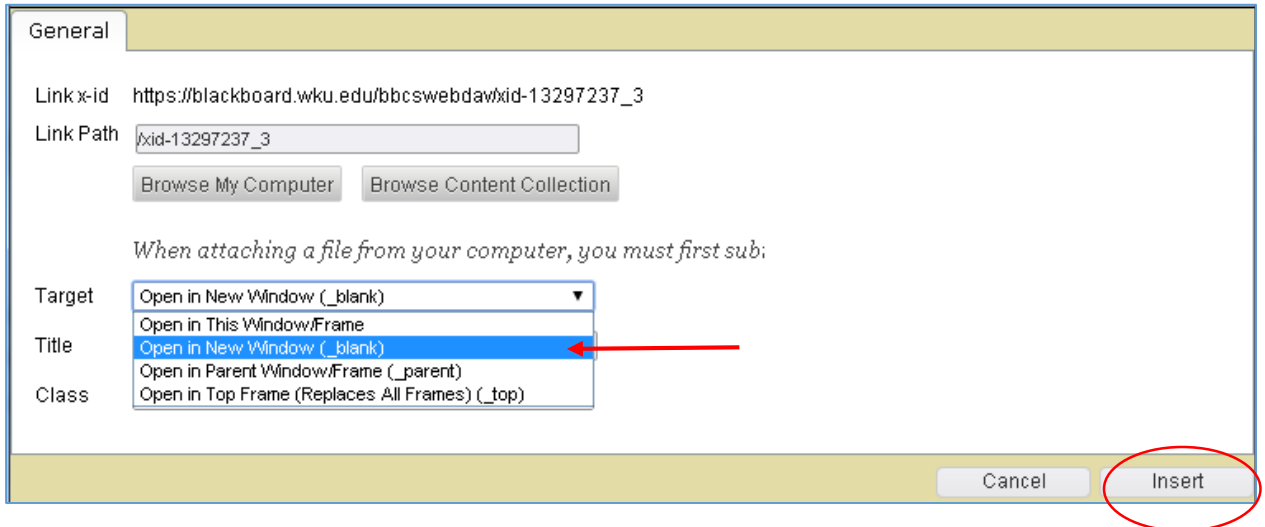 General
Link x-id https://blackboard.wku.edu/bbcswebdav/xid-13297237_3
Link Path /xid-13297237_3
Browse My Computer Browse Content Collection
When attaching a file from your computer, you must first sub
Target Open in New Window (_blank)
Open in This Window/Frame
Title Open in New Window (_blank)
Open in Parent Window/Frame (_parent)
Class Open in Top Frame (Replaces All Frames) (_top)
Cancel Insert